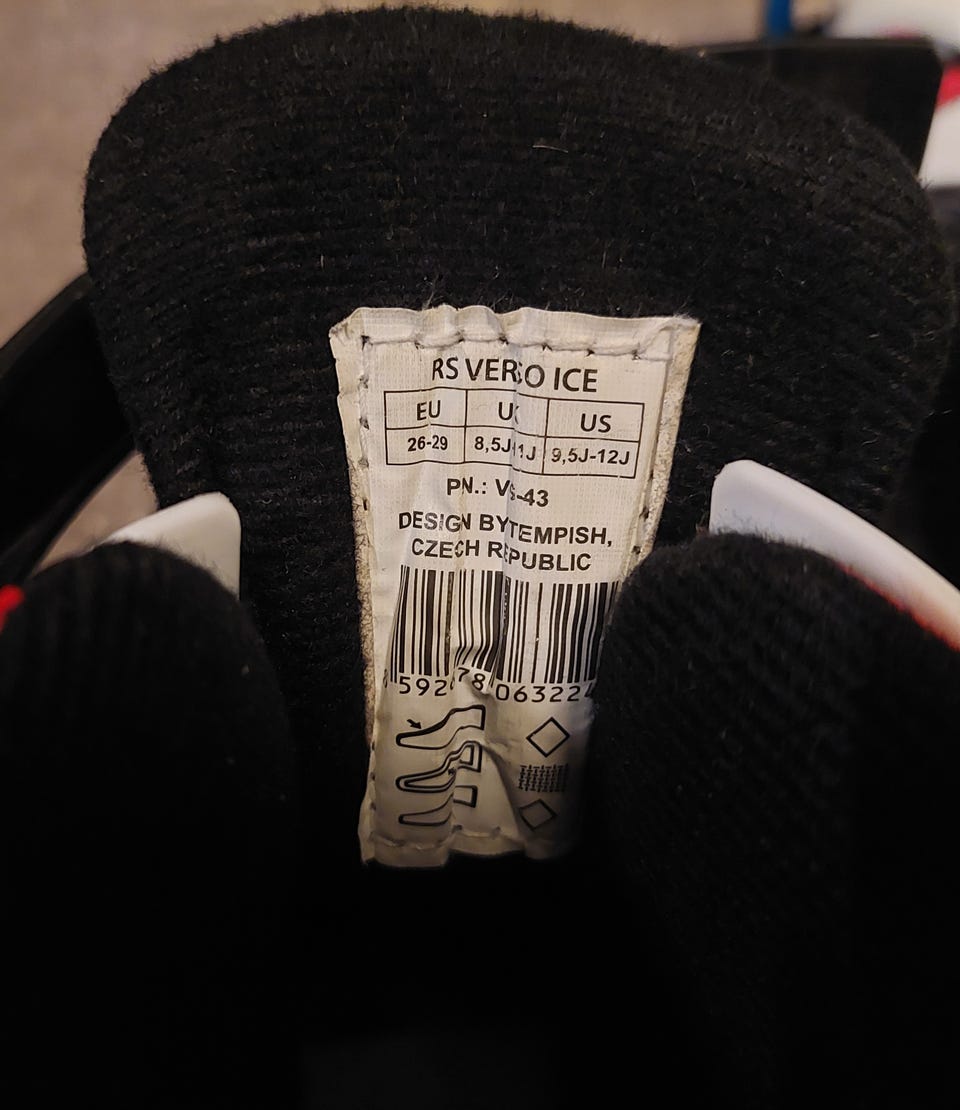 RS VERSO ICE
EU UK US
26-29 8,5J-11J 9,5J-12J
PN.: VS-43
DESIGN BY TEMPISH,
CZECH REPUBLIC